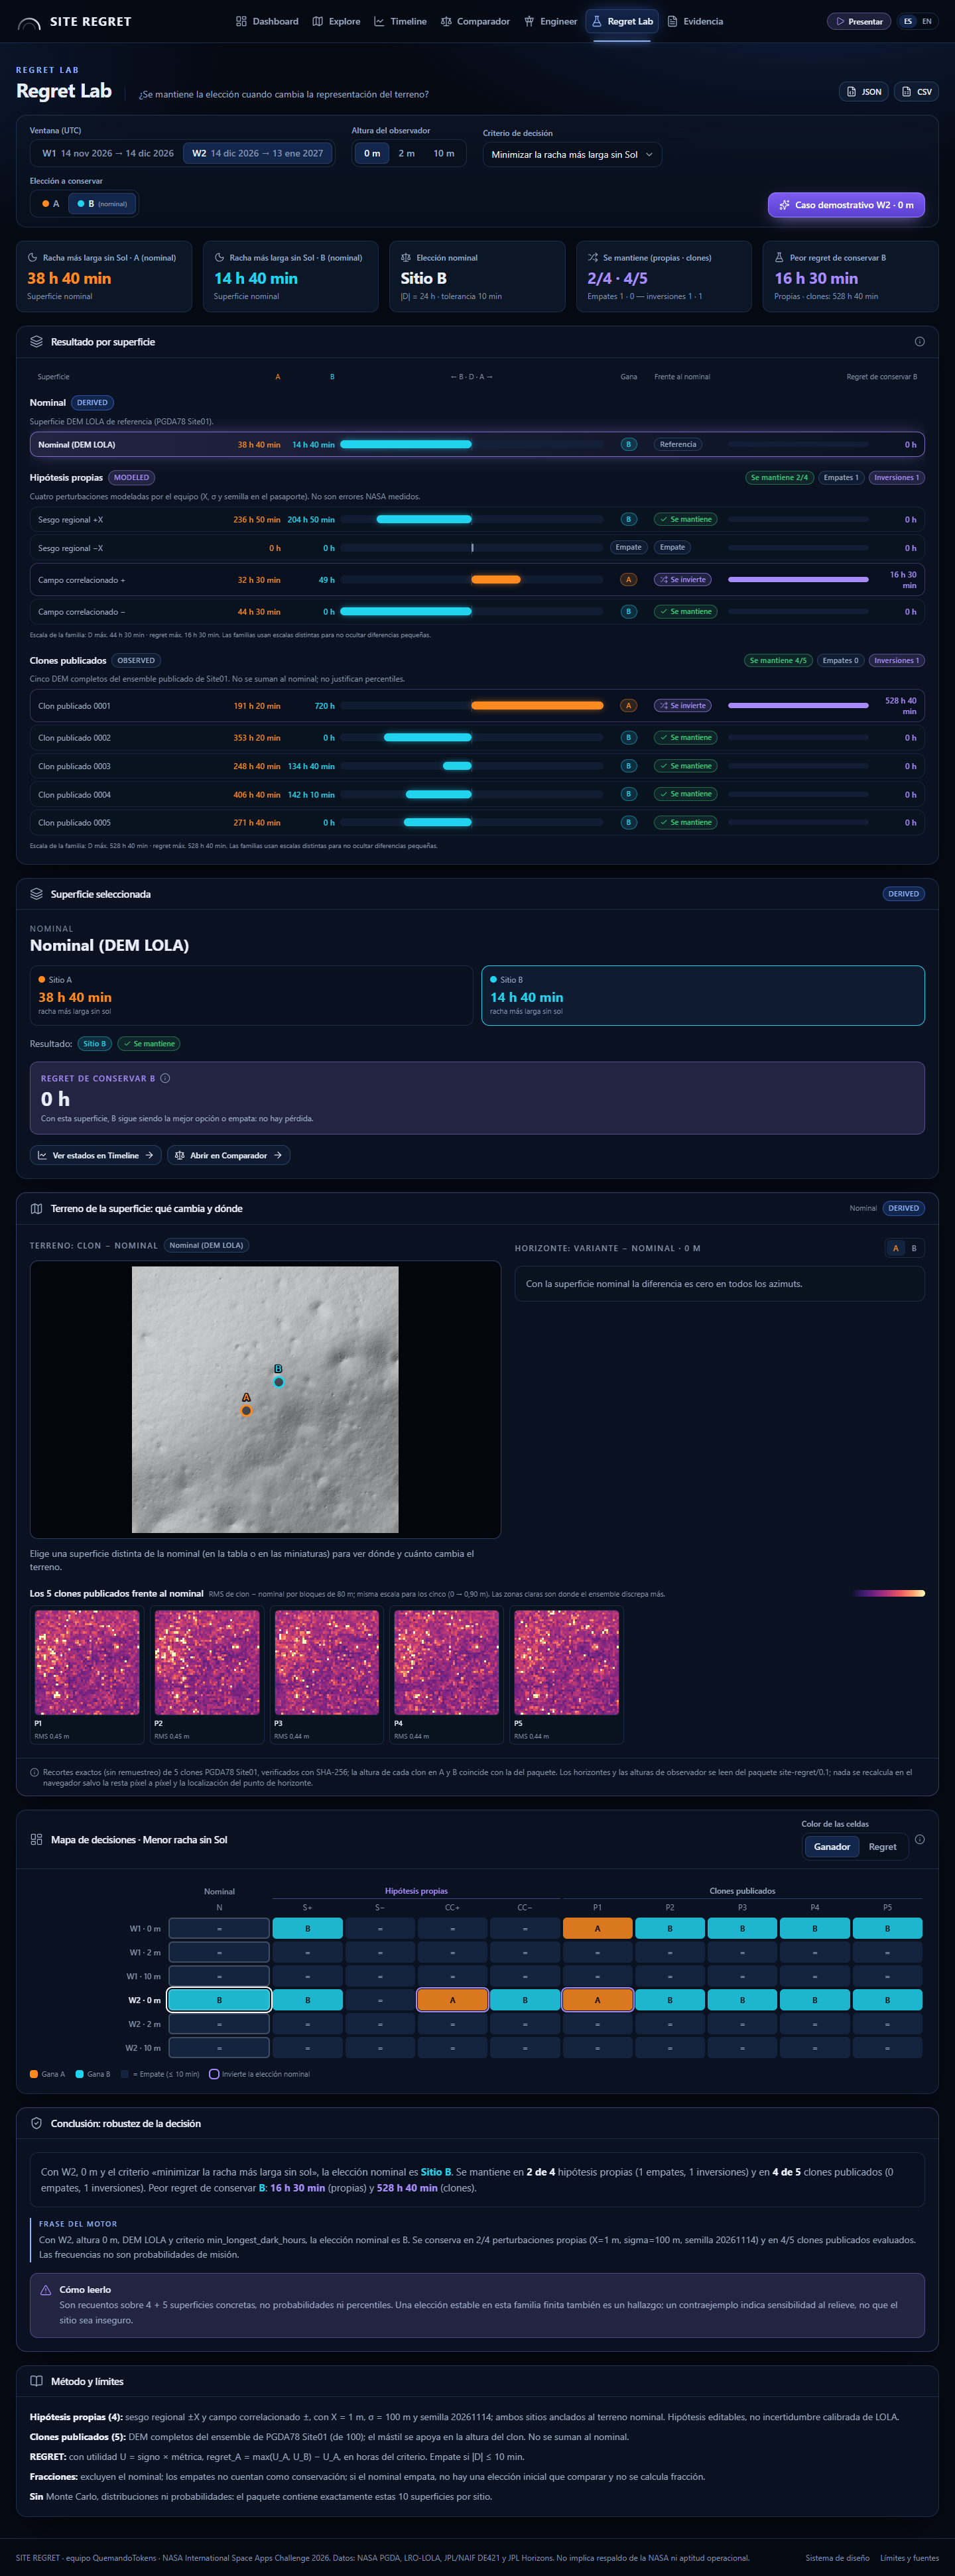 SITE REGRET
Dashboard
Explore
Timeline
Comparador
Engineer
Regret Lab
Evidencia
Presentar
ES EN
REGRET LAB
Regret Lab
¿Se mantiene la elección cuando cambia la representación del terreno?
JSON
CSV
Ventana (UTC)
W1 14 nov 2026 → 14 dic 2026
W2 14 dic 2026 → 13 ene 2027
Altura del observador
0 m 2 m 10 m
Criterio de decisión
Minimizar la racha más larga sin Sol
Elección a conservar
A
B (nominal)
Caso demostrativo W2 · 0 m
Racha más larga sin Sol · A (nominal)
38 h 40 min
Superficie nominal
Racha más larga sin Sol · B (nominal)
14 h 40 min
Superficie nominal
Elección nominal
Sitio B
|D| = 24 h · tolerancia 10 min
Se mantiene (propias · clones)
2/4 · 4/5
Empates 1 · 0 — inversiones 1 · 1
Peor regret de conservar B
16 h 30 min
Propias · clones: 528 h 40 min
Resultado por superficie
Superficie A B ← B · D · A → Gana Frente al nominal Regret de conservar B
Nominal DERIVED
Superficie DEM LOLA de referencia (PGDA78 Site01).
Nominal (DEM LOLA) 38 h 40 min 14 h 40 min B Referencia 0 h
Hipótesis propias MODELED Se mantiene 2/4 Empates 1 Inversiones 1
Cuatro perturbaciones modeladas por el equipo (X, σ y semilla en el pasaporte). No son errores NASA medidos.
Sesgo regional +X 236 h 50 min 204 h 50 min B Se mantiene 0 h
Sesgo regional −X 0 h 0 h Empate Empate 0 h
Campo correlacionado + 32 h 30 min 49 h A Se invierte 16 h 30 min
Campo correlacionado − 44 h 30 min 0 h B Se mantiene 0 h
Escala de la familia: D máx. 44 h 30 min · regret máx. 16 h 30 min. Las familias usan escalas distintas para no ocultar diferencias pequeñas.
Clones publicados OBSERVED Se mantiene 4/5 Empates 0 Inversiones 1
Cinco DEM completos del ensemble publicado de Site01. No se suman al nominal; no justifican percentiles.
Clon publicado 0001 191 h 20 min 720 h A Se invierte 528 h 40 min
Clon publicado 0002 353 h 20 min 0 h B Se mantiene 0 h
Clon publicado 0003 248 h 40 min 134 h 40 min B Se mantiene 0 h
Clon publicado 0004 406 h 40 min 142 h 10 min B Se mantiene 0 h
Clon publicado 0005 271 h 40 min 0 h B Se mantiene 0 h
Escala de la familia: D máx. 528 h 40 min · regret máx. 528 h 40 min. Las familias usan escalas distintas para no ocultar diferencias pequeñas.
Superficie seleccionada DERIVED
NOMINAL
Nominal (DEM LOLA)
Sitio A
38 h 40 min
racha más larga sin sol
Sitio B
14 h 40 min
racha más larga sin sol
Resultado: Sitio B Se mantiene
REGRET DE CONSERVAR B
0 h
Con esta superficie, B sigue siendo la mejor opción o empata: no hay pérdida.
Ver estados en Timeline →
Abrir en Comparador →
Terreno de la superficie: qué cambia y dónde Nominal DERIVED
TERRENO: CLON − NOMINAL Nominal (DEM LOLA)
B
A
Elige una superficie distinta de la nominal (en la tabla o en las miniaturas) para ver dónde y cuánto cambia el
terreno.
HORIZONTE: VARIANTE − NOMINAL · 0 M A B
Con la superficie nominal la diferencia es cero en todos los azimuts.
Los 5 clones publicados frente al nominal RMS de clon − nominal por bloques de 80 m; misma escala para los cinco (0 → 0,90 m). Las zonas claras son donde el ensemble discrepa más.
P1 P2 P3 P4 P5
RMS 0,45 m RMS 0,45 m RMS 0,44 m RMS 0,44 m RMS 0,44 m
Recortes exactos (sin remuestreo) de 5 clones PGDA78 Site01, verificados con SHA-256; la altura de cada clon en A y B coincide con la del paquete. Los horizontes y las alturas de observador se leen del paquete site-regret/0.1; nada se recalcula en el
navegador salvo la resta píxel a píxel y la localización del punto de horizonte.
Mapa de decisiones · Menor racha sin Sol
Color de las celdas
Ganador Regret
Nominal Hipótesis propias Clones publicados
N S+ S− CC+ CC− P1 P2 P3 P4 P5
W1 · 0 m = B = = = A B B B B
W1 · 2 m = = = = = = = = = =
W1 · 10 m = = = = = = = = = =
W2 · 0 m B B = A B A B B B B
W2 · 2 m = = = = = = = = = =
W2 · 10 m = = = = = = = = = =
Gana A Gana B = Empate (≤ 10 min) Invierte la elección nominal
Conclusión: robustez de la decisión
Con W2, 0 m y el criterio «minimizar la racha más larga sin sol», la elección nominal es Sitio B. Se mantiene en 2 de 4 hipótesis propias (1 empates, 1 inversiones) y en 4 de 5 clones publicados (0
empates, 1 inversiones). Peor regret de conservar B: 16 h 30 min (propias) y 528 h 40 min (clones).
FRASE DEL MOTOR
Con W2, altura 0 m, DEM LOLA y criterio min_longest_dark_hours, la elección nominal es B. Se conserva en 2/4 perturbaciones propias (X=1 m, sigma=100 m, semilla 20261114) y en 4/5 clones publicados evaluados.
Las frecuencias no son probabilidades de misión.
Cómo leerlo
Son recuentos sobre 4 + 5 superficies concretas, no probabilidades ni percentiles. Una elección estable en esta familia finita también es un hallazgo; un contraejemplo indica sensibilidad al relieve, no que el
sitio sea inseguro.
Método y límites
Hipótesis propias (4): sesgo regional ±X y campo correlacionado ±, con X = 1 m, σ = 100 m y semilla 20261114; ambos sitios anclados al terreno nominal. Hipótesis editables, no incertidumbre calibrada de LOLA.
Clones publicados (5): DEM completos del ensemble de PGDA78 Site01 (de 100); el mástil se apoya en la altura del clon. No se suman al nominal.
REGRET: con utilidad U = signo × métrica, regret_A = max(U_A, U_B) − U_A, en horas del criterio. Empate si |D| ≤ 10 min.
Fracciones: excluyen el nominal; los empates no cuentan como conservación; si el nominal empata, no hay una elección inicial que comparar y no se calcula fracción.
Sin Monte Carlo, distribuciones ni probabilidades: el paquete contiene exactamente estas 10 superficies por sitio.
SITE REGRET · equipo QuemandoTokens · NASA International Space Apps Challenge 2026. Datos: NASA PGDA, LRO-LOLA, JPL/NAIF DE421 y JPL Horizons. No implica respaldo de la NASA ni aptitud operacional.
Sistema de diseño Límites y fuentes